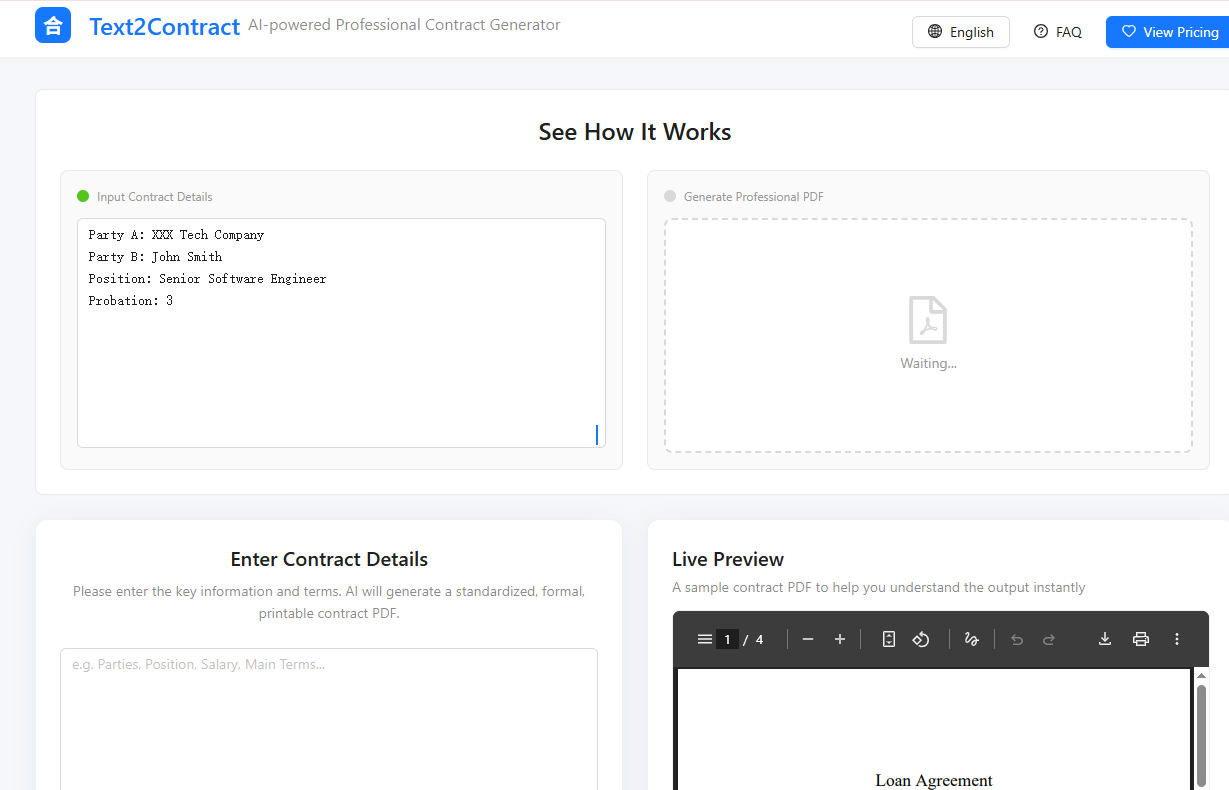 合 Text2Contract AI-powered Professional Contract Generator English FAQ View Pricing
See How It Works
Input Contract Details
Party A: XXX Tech Company
Party B: John Smith
Position: Senior Software Engineer
Probation: 3
Generate Professional PDF
Waiting...
Enter Contract Details
Please enter the key information and terms. AI will generate a standardized, formal,
printable contract PDF.
e.g. Parties, Position, Salary, Main Terms...
Live Preview
A sample contract PDF to help you understand the output instantly
1 / 4
Loan Agreement